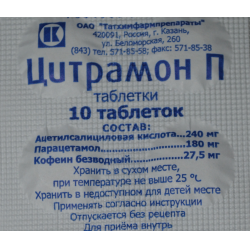 ОАО "Татхимфармпрепараты"
420091, Россия, г. Казань,
ул. Беломорская, 260
(843) тел-571-85-58; факс: 571-85-38
Цитрамон П
таблетки
10 таблеток
СОСТАВ:
Ацетилсалициловая кислота...240 мг
Парацетамол 180 мг
Кофеин безводный 27,5 мг
Хранить в сухом месте,
при температуре не выше 25 °С
Хранить в недоступном для детей месте
Применять согласно инструкции
Отпускается без рецепта
Для приёма внутрь